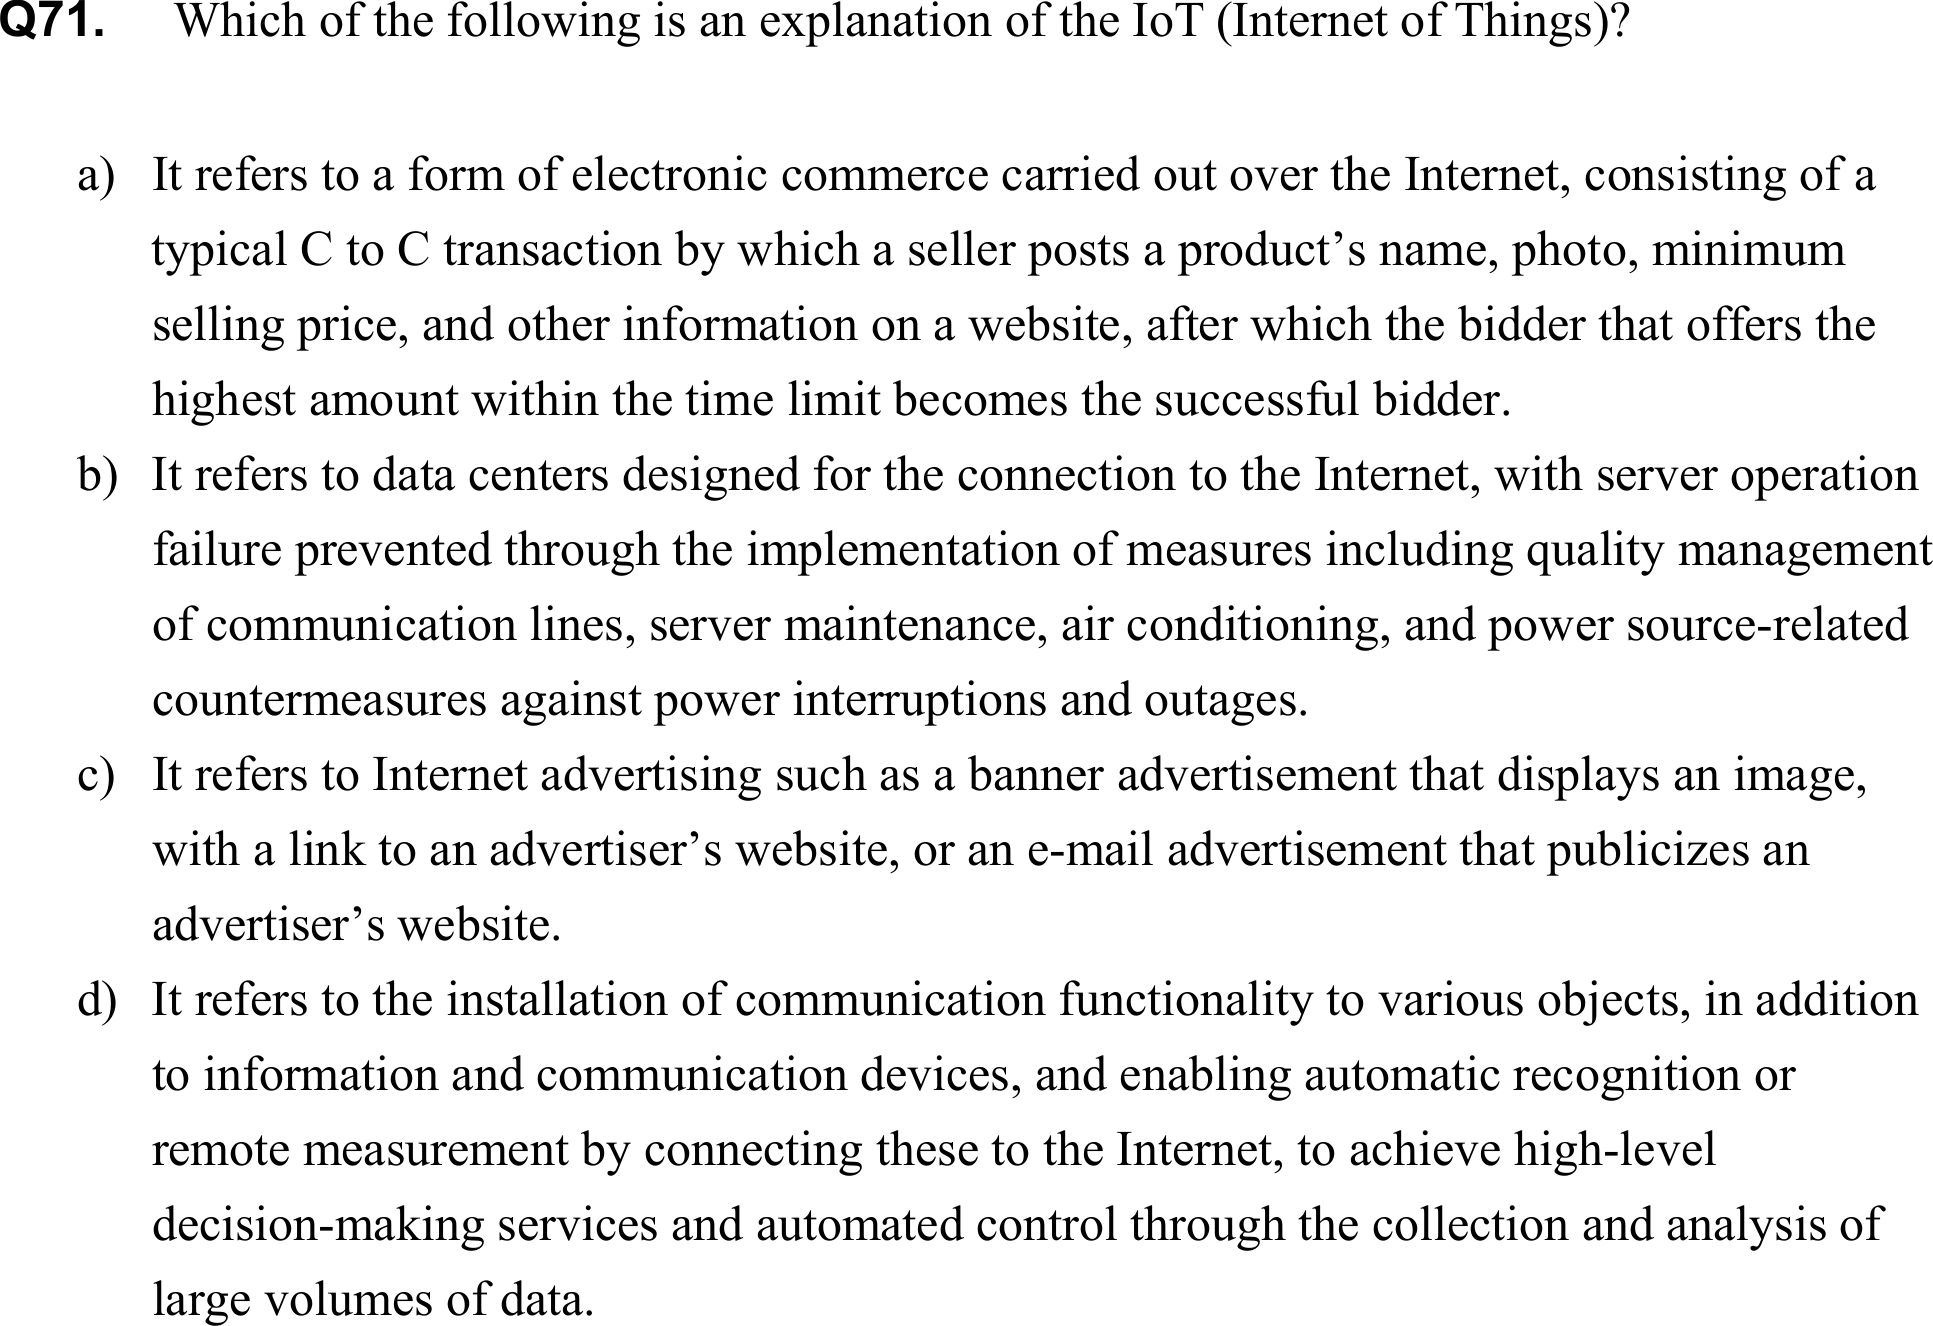 Q71. Which of the following is an explanation of the IoT (Internet of Things)?
a) It refers to a form of electronic commerce carried out over the Internet, consisting of a
typical C to C transaction by which a seller posts a product’s name, photo, minimum
selling price, and other information on a website, after which the bidder that offers the
highest amount within the time limit becomes the successful bidder.
b) It refers to data centers designed for the connection to the Internet, with server operation
failure prevented through the implementation of measures including quality management
of communication lines, server maintenance, air conditioning, and power source-related
countermeasures against power interruptions and outages.
c) It refers to Internet advertising such as a banner advertisement that displays an image,
with a link to an advertiser’s website, or an e-mail advertisement that publicizes an
advertiser’s website.
d) It refers to the installation of communication functionality to various objects, in addition
to information and communication devices, and enabling automatic recognition or
remote measurement by connecting these to the Internet, to achieve high-level
decision-making services and automated control through the collection and analysis of
large volumes of data.